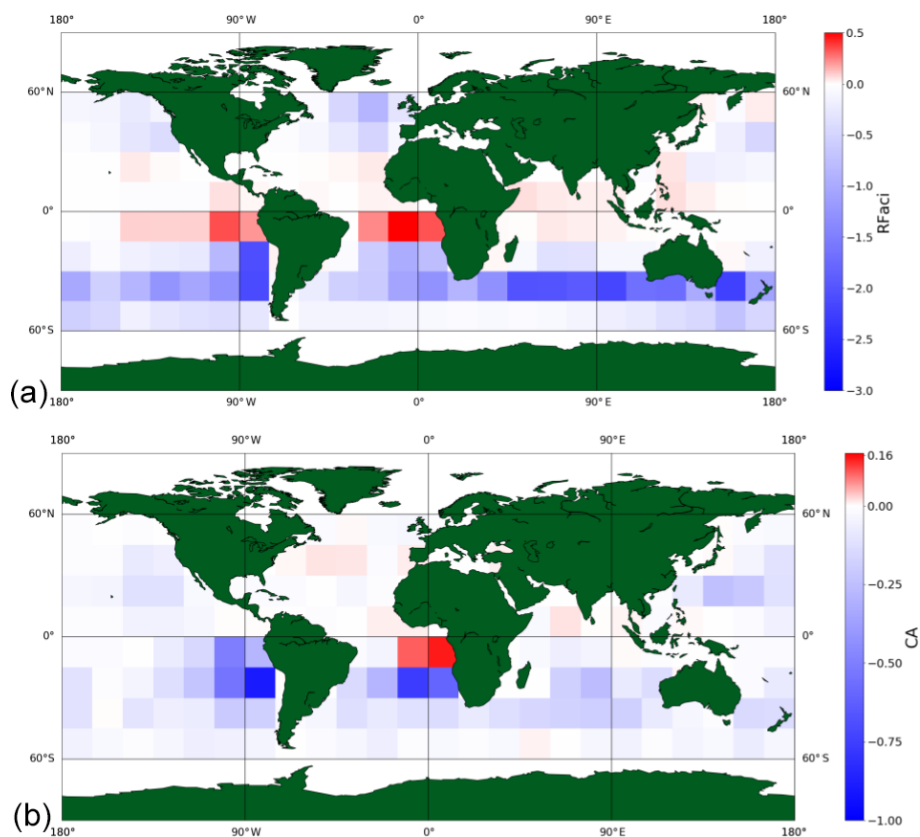 180° 90° W 0° 90° E 180°
60° N 60° N
0° 0°
60° S 60° S
180° 90° W 0° 90° E 180°
(a)
0.5
0.0
−0.5
−1.0
−1.5
−2.0
−2.5
−3.0
RFaci
180° 90° W 0° 90° E 180°
60° N 60° N
0° 0°
60° S 60° S
180° 90° W 0° 90° E 180°
(b)
0.16
0.00
−0.25
−0.50
−0.75
−1.00
CA